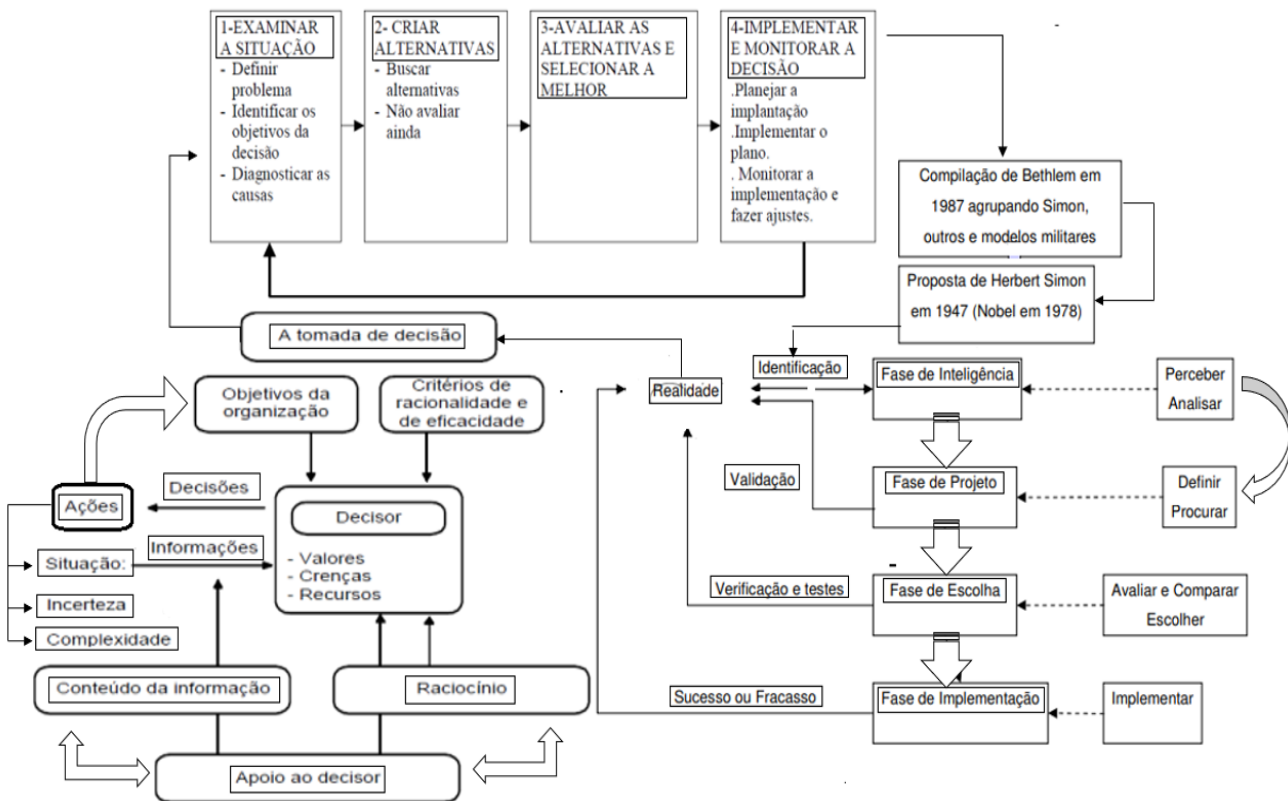 1-EXAMINAR
A SITUAÇÃO
- Definir
problema
- Identificar os
objetivos da
decisão
- Diagnosticar as
causas
2- CRIAR
ALTERNATIVAS
- Buscar
alternativas
- Não avaliar
ainda
3-AVALIAR AS
ALTERNATIVAS E
SELECIONAR A
MELHOR
4-IMPLEMENTAR
E MONITORAR A
DECISÃO
.Planejar a
implantação
.Implementar o
plano.
. Monitorar a
implementação e
fazer ajustes.
Compilação de Bethlem em
1987 agrupando Simon,
outros e modelos militares
Proposta de Herbert Simon
em 1947 (Nobel em 1978)
A tomada de decisão
Objetivos da
organização
Critérios de
racionalidade e
de eficacidade
Realidade
Identificação
Fase de Inteligência
Perceber
Analisar
Validação
Fase de Projeto
Definir
Procurar
Ações
Decisões
Decisor
- Valores
- Crenças
- Recursos
Situação:
Informações
Incerteza
Complexidade
Verificação e testes
Fase de Escolha
Avaliar e Comparar
Escolher
Conteúdo da informação
Raciocínio
Sucesso ou Fracasso
Fase de Implementação
Implementar
Apoio ao decisor